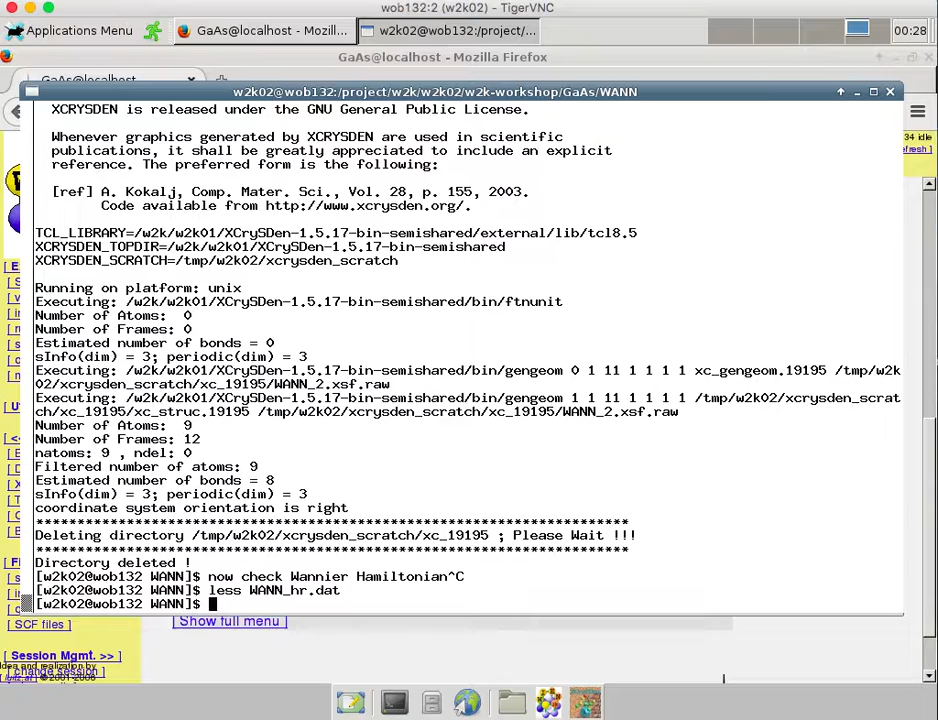 wob132:2 (w2k02) - TigerVNC
Applications Menu
GaAs@localhost - Mozill...
w2k02@wob132:/project/...
00:28
GaAs@localhost - Mozilla Firefox
GaAs@localhost
w2k02@wob132:/project/w2k/w2k02/w2k-workshop/GaAs/WANN
XCRYSDEN is released under the GNU General Public License.
Whenever graphics generated by XCRYSDEN are used in scientific
publications, it shall be greatly appreciated to include an explicit
reference. The preferred form is the following:
[ref] A. Kokalj, Comp. Mater. Sci., Vol. 28, p. 155, 2003.
Code available from http://www.xcrysden.org/.
TCL_LIBRARY=/w2k/w2k01/XCrySDen-1.5.17-bin-semishared/external/lib/tcl8.5
XCRYSDEN_TOPDIR=/w2k/w2k01/XCrySDen-1.5.17-bin-semishared
XCRYSDEN_SCRATCH=/tmp/w2k02/xcrysden_scratch
Running on platform: unix
Executing: /w2k/w2k01/XCrySDen-1.5.17-bin-semishared/bin/ftnunit
Number of Atoms:  0
Number of Frames: 0
Estimated number of bonds = 0
sInfo(dim) = 3; periodic(dim) = 3
Executing: /w2k/w2k01/XCrySDen-1.5.17-bin-semishared/bin/gengeom 0 1 11 1 1 1 1 xc_gengeom.19195 /tmp/w2k
02/xcrysden_scratch/xc_19195/WANN_2.xsf.raw
Executing: /w2k/w2k01/XCrySDen-1.5.17-bin-semishared/bin/gengeom 1 1 11 1 1 1 1 /tmp/w2k02/xcrysden_scrat
ch/xc_19195/xc_struc.19195 /tmp/w2k02/xcrysden_scratch/xc_19195/WANN_2.xsf.raw
Number of Atoms:  9
Number of Frames: 12
natoms: 9 , ndel: 0
Filtered number of atoms: 9
Estimated number of bonds = 8
sInfo(dim) = 3; periodic(dim) = 3
coordinate system orientation is right
************************************************************************
Deleting directory /tmp/w2k02/xcrysden_scratch/xc_19195 ; Please Wait !!!
************************************************************************
Directory deleted !
[w2k02@wob132 WANN]$ now check Wannier Hamiltonian^C
[w2k02@wob132 WANN]$ less WANN_hr.dat
[w2k02@wob132 WANN]$
34 idle
refresh ]
[ SCF files ]
[ Show full menu ]
[ Session Mgmt. >> ]
[ change session ]
Idea and realization by